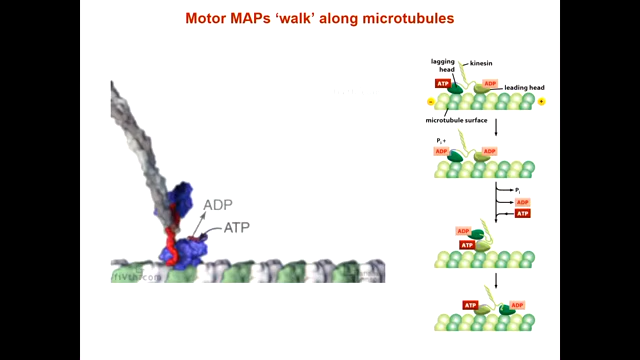 Motor MAPs ‘walk’ along microtubules
ADP
ATP
lagging
head
kinesin
ATP
ADP
leading head
–
+
microtubule surface
Pi +
ADP
ADP
Pi
ADP
ATP
ADP
ATP
ATP
ADP